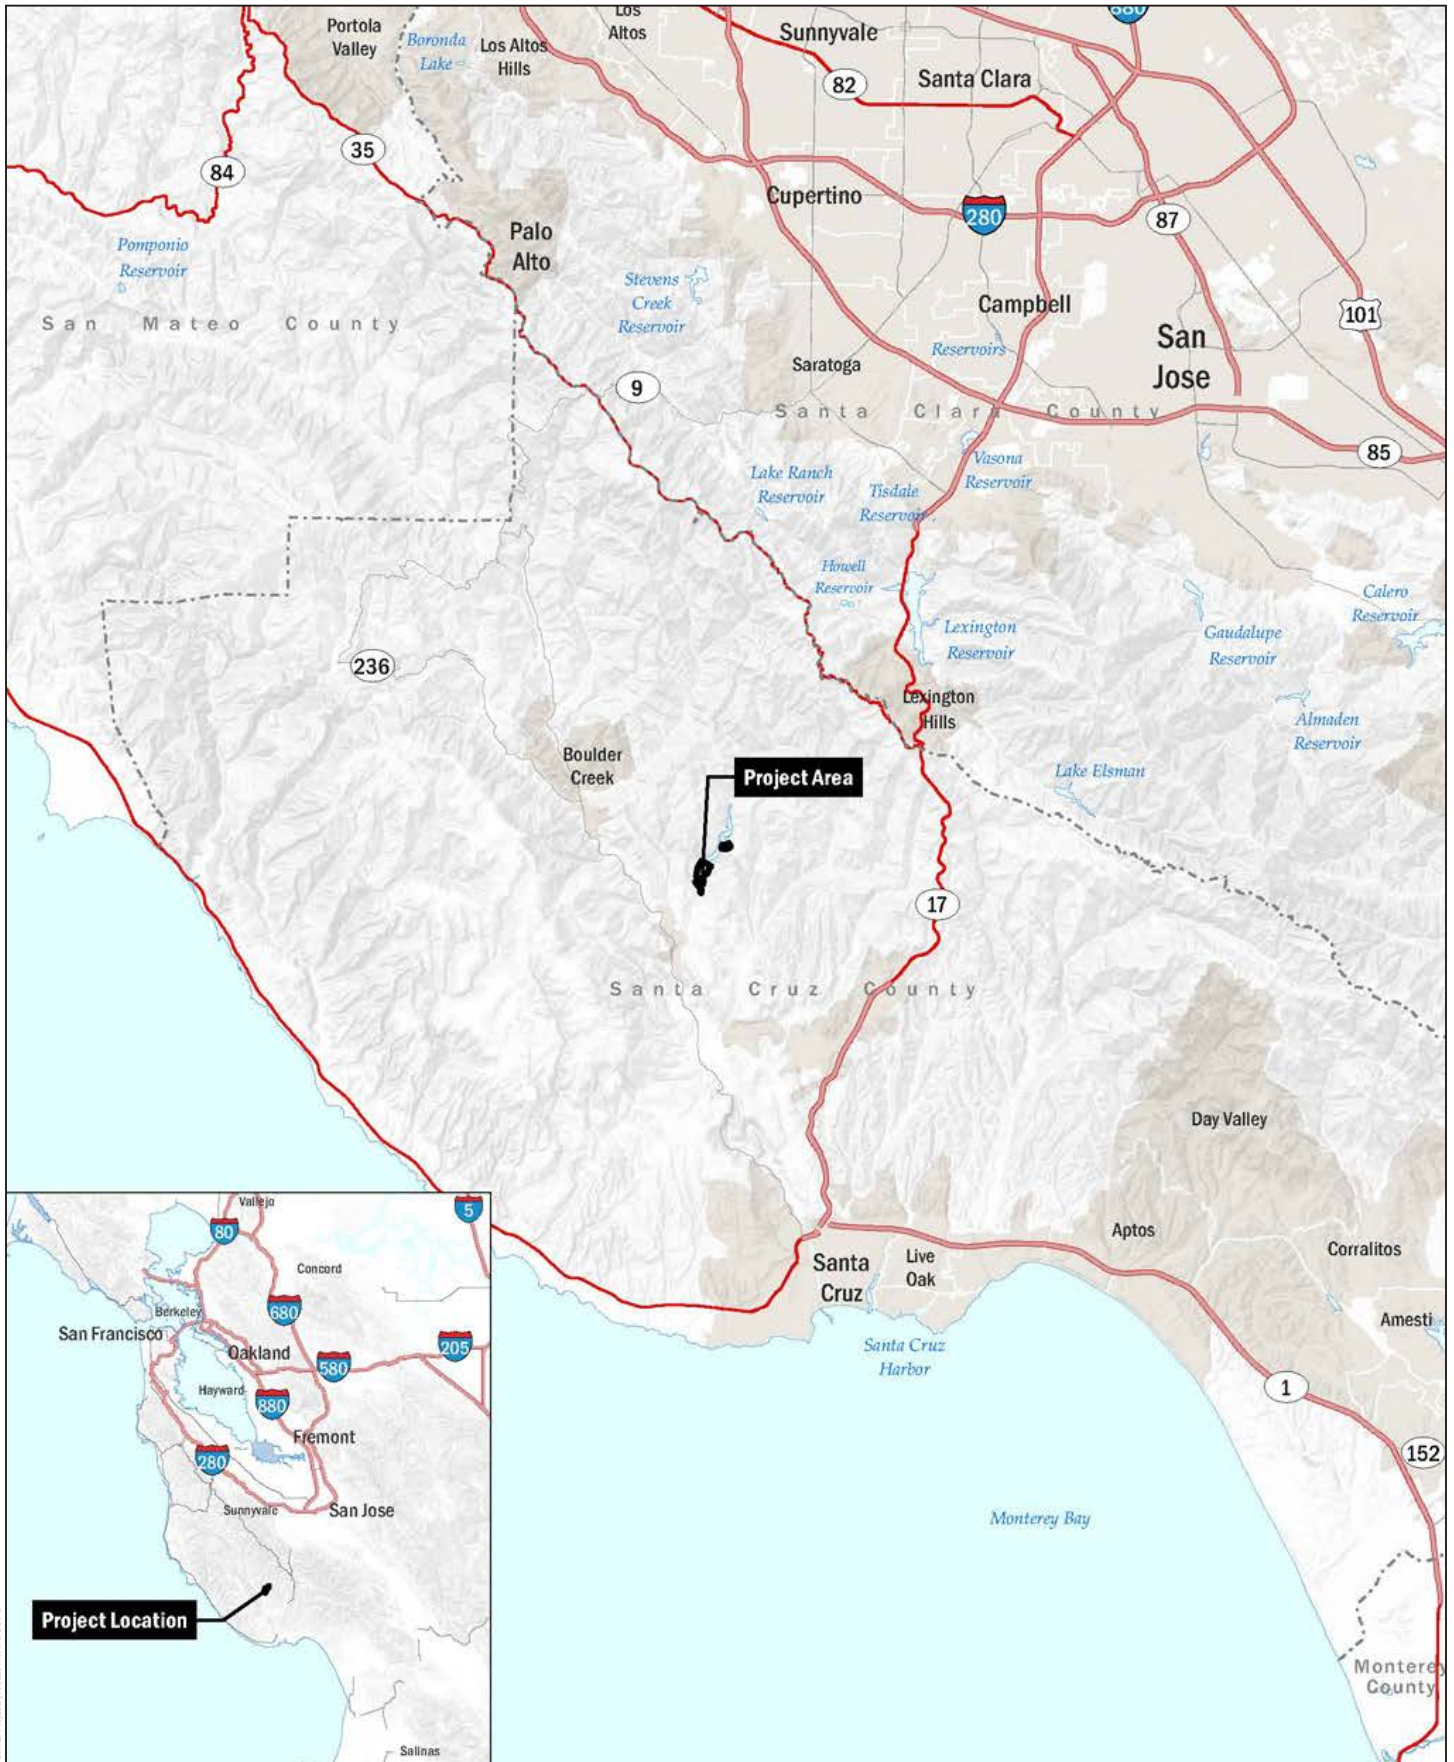 Portola
Valley
Boronda
Lake
Los Altos
Hills
Los
Altos
Sunnyvale
880
82
Santa Clara
84
35
Cupertino
280
87
Pomponio
Reservoir
Palo
Alto
Stevens
Creek
Reservoir
Campbell
101
San Mateo County
Reservoirs
San
Jose
Saratoga
9
Santa Clara County
85
Lake Ranch
Reservoir
Vasona
Reservoir
Tisdale
Reservoir
Howell
Reservoir
Calero
Reservoir
Lexington
Reservoir
Gaudalupe
Reservoir
236
Lexington
Hills
Almaden
Reservoir
Boulder
Creek
Project Area
Lake Elsman
17
Santa Cruz County
Day Valley
Aptos
Corralitos
Santa
Cruz
Live
Oak
Amesti
Santa Cruz
Harbor
1
152
Monterey Bay
Monterey
County
Vallejo
5
80
Concord
Berkeley
680
San Francisco
Oakland
205
580
Hayward
880
Fremont
280
Sunnyvale
San Jose
Project Location
Salinas